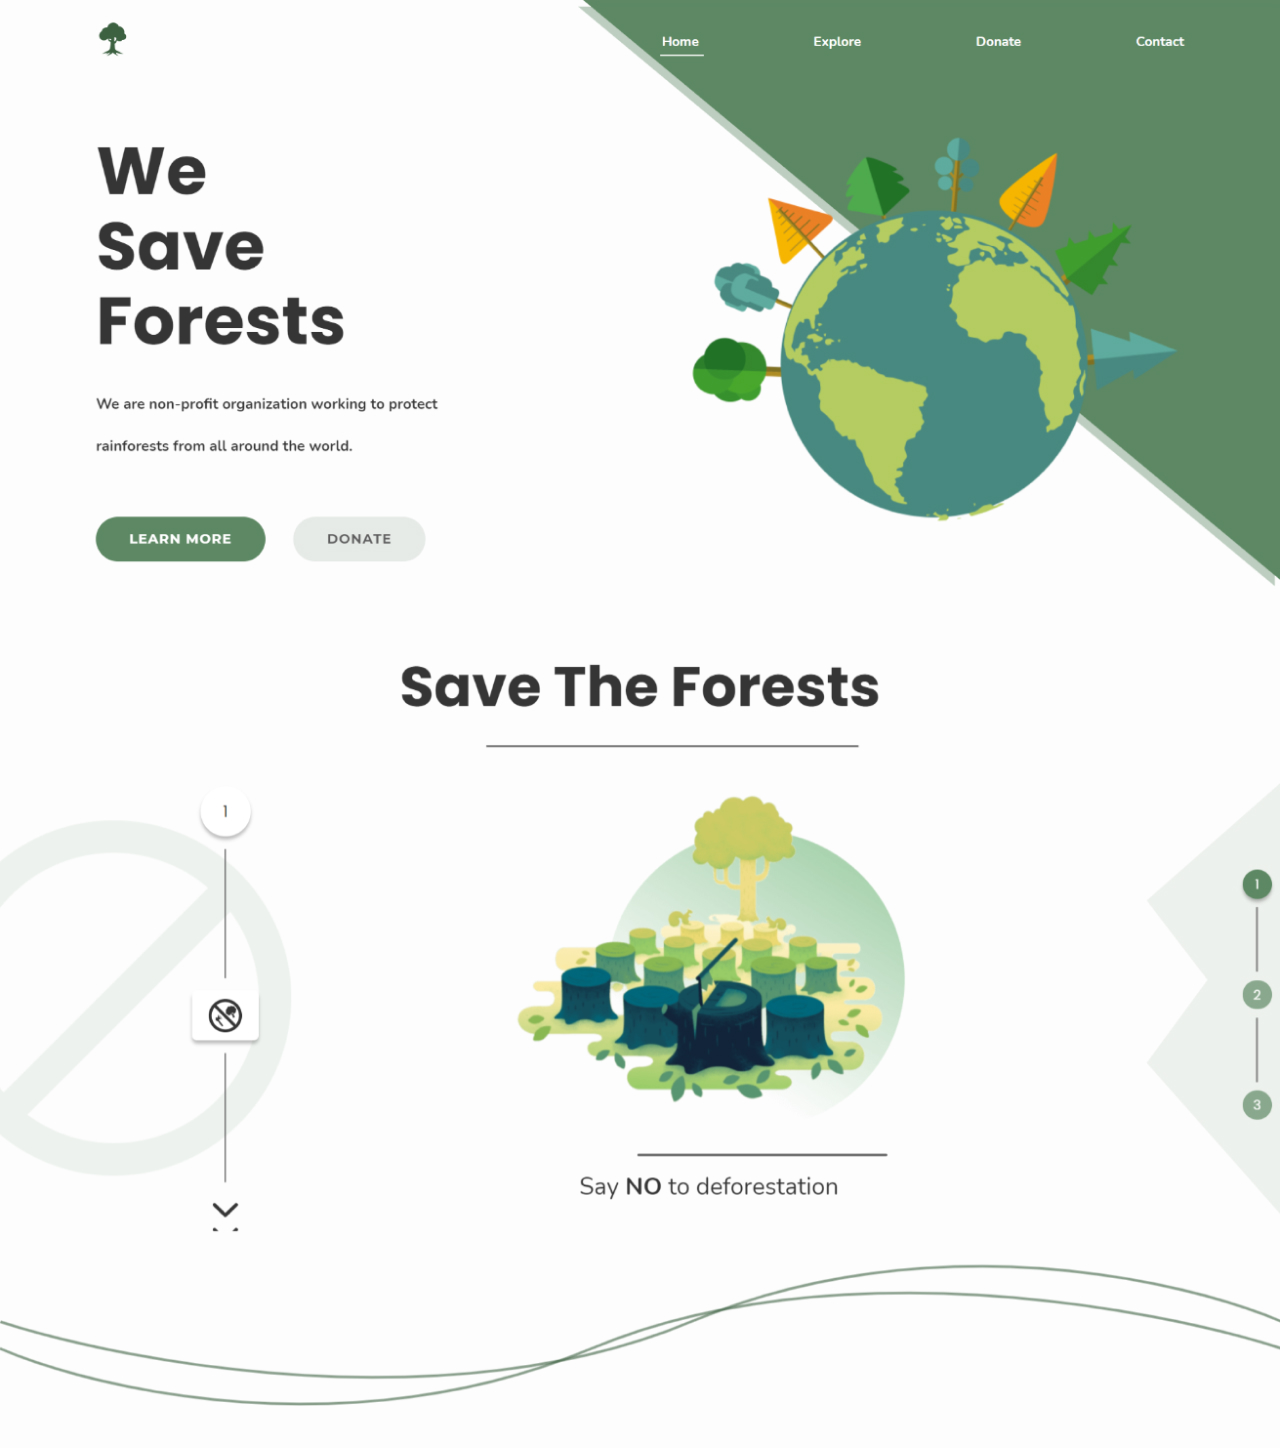 Home Explore Donate Contact
We
Save
Forests
We are non-profit organization working to protect
rainforests from all around the world.
LEARN MORE DONATE
Save The Forests
1
1
2
3
Say NO to deforestation